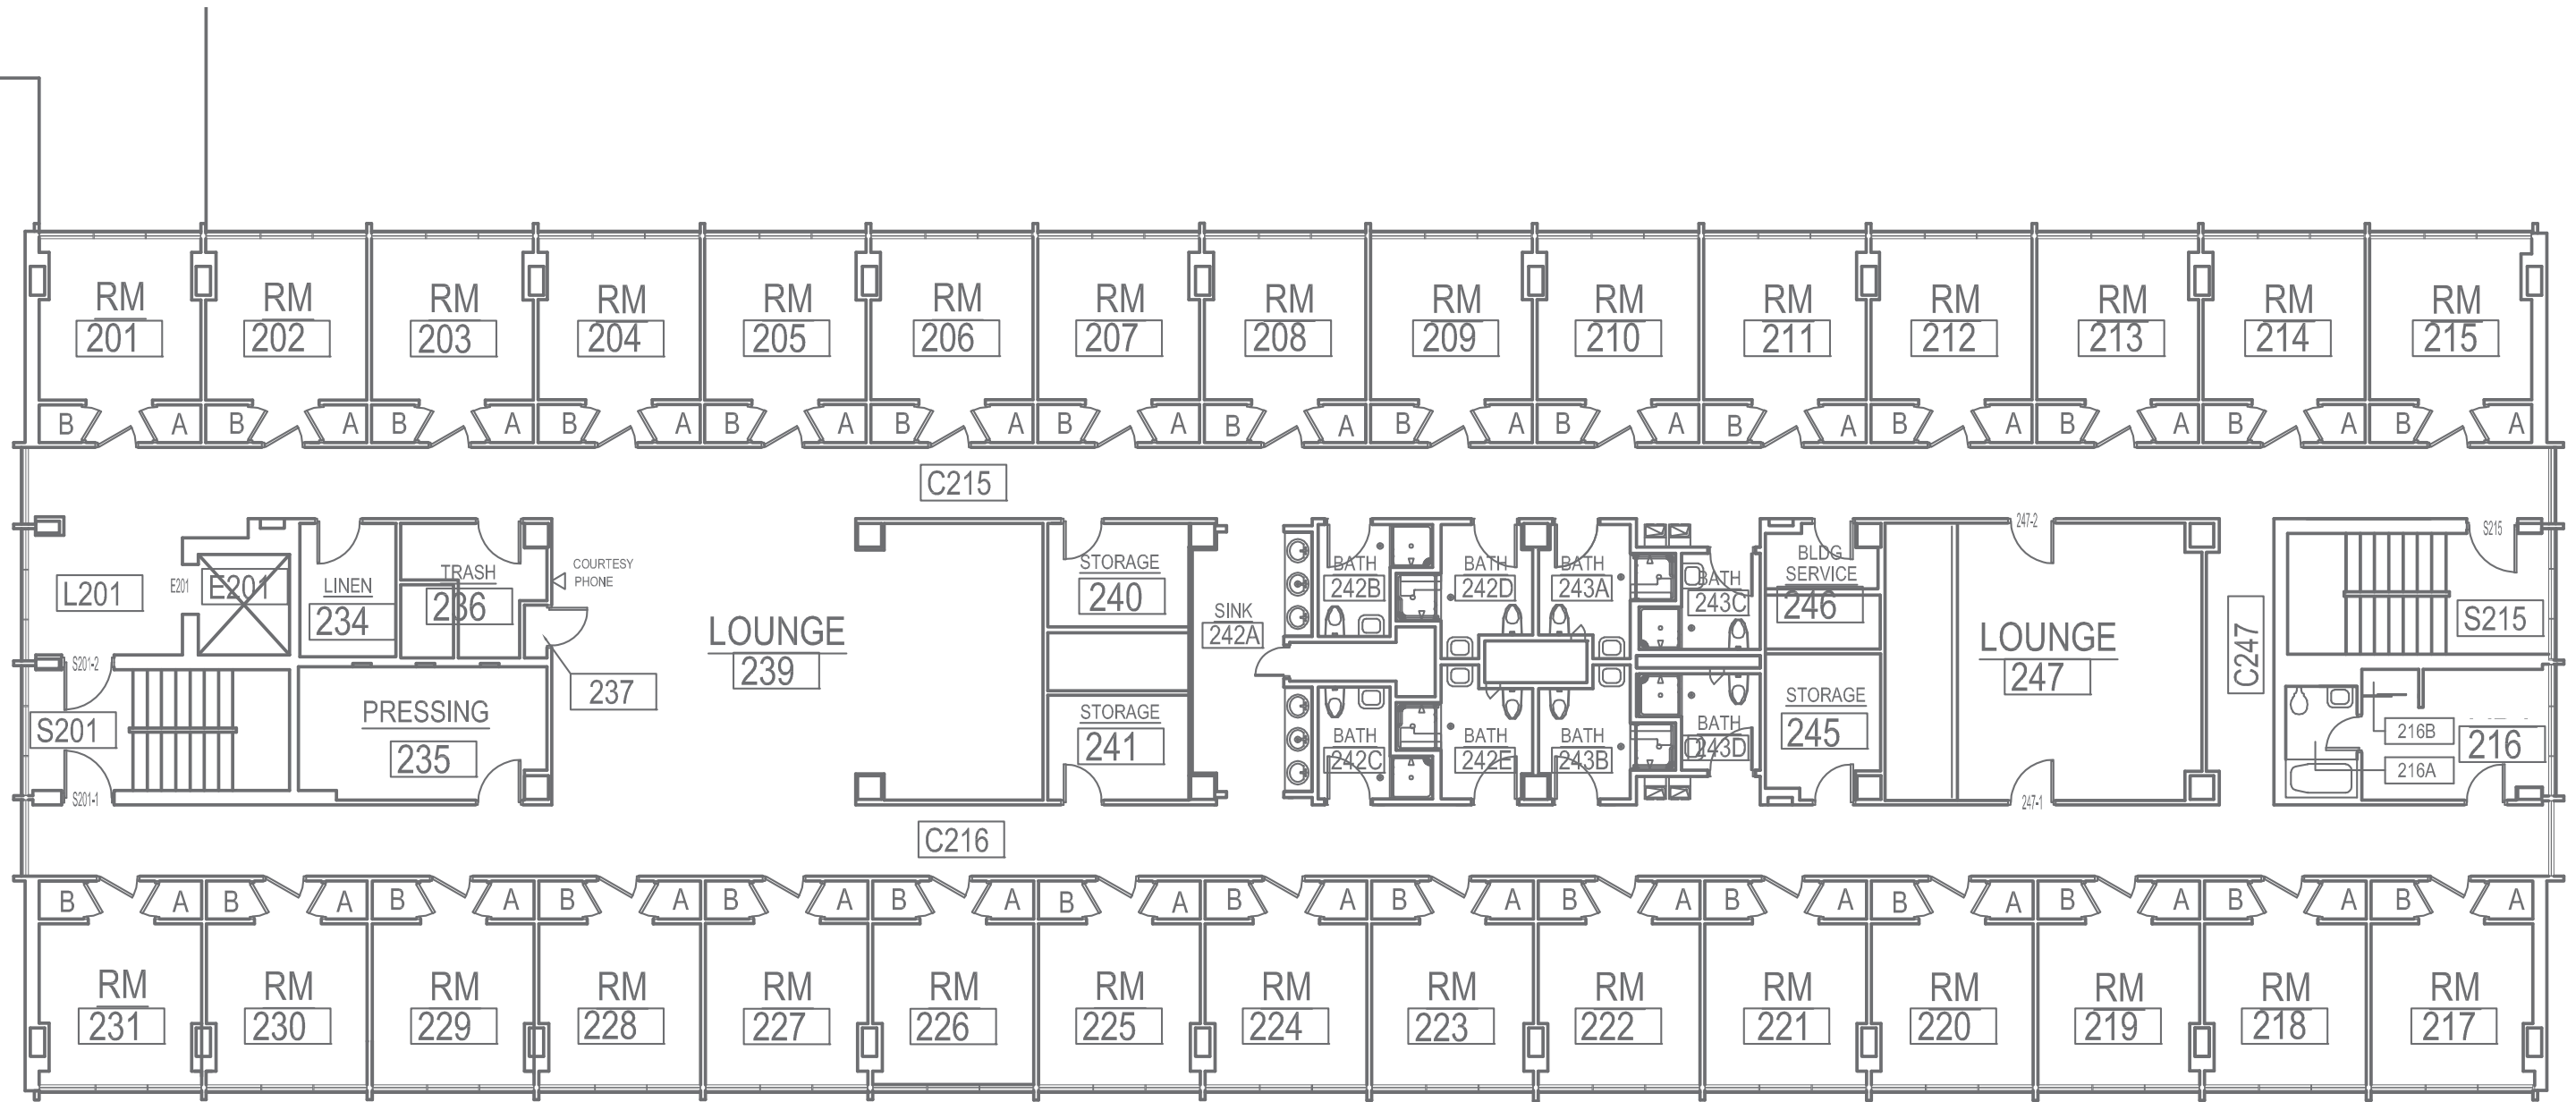 RM RM RM RM RM RM RM RM RM RM RM RM RM RM RM
201 202 203 204 205 206 207 208 209 210 211 212 213 214 215
B A B A B A B A B A B A B A B A B A B A B A B A B A B A B A
C215
247-2
S215
COURTESY
PHONE
BLDG
SERVICE
246
L201
E201
E201
LINEN
234
TRASH
236
STORAGE
240
SINK
242A
BATH
242B
BATH
242D
BATH
243A
BATH
243C
LOUNGE
239
LOUNGE
247
C247
S215
S201-2
237
S201
PRESSING
235
STORAGE
241
BATH
242C
BATH
242E
BATH
243B
BATH
243D
STORAGE
245
216B
216
216A
S201-1
247-1
C216
B A B A B A B A B A B A B A B A B A B A B A B A B A B A B A
RM RM RM RM RM RM RM RM RM RM RM RM RM RM RM
231 230 229 228 227 226 225 224 223 222 221 220 219 218 217